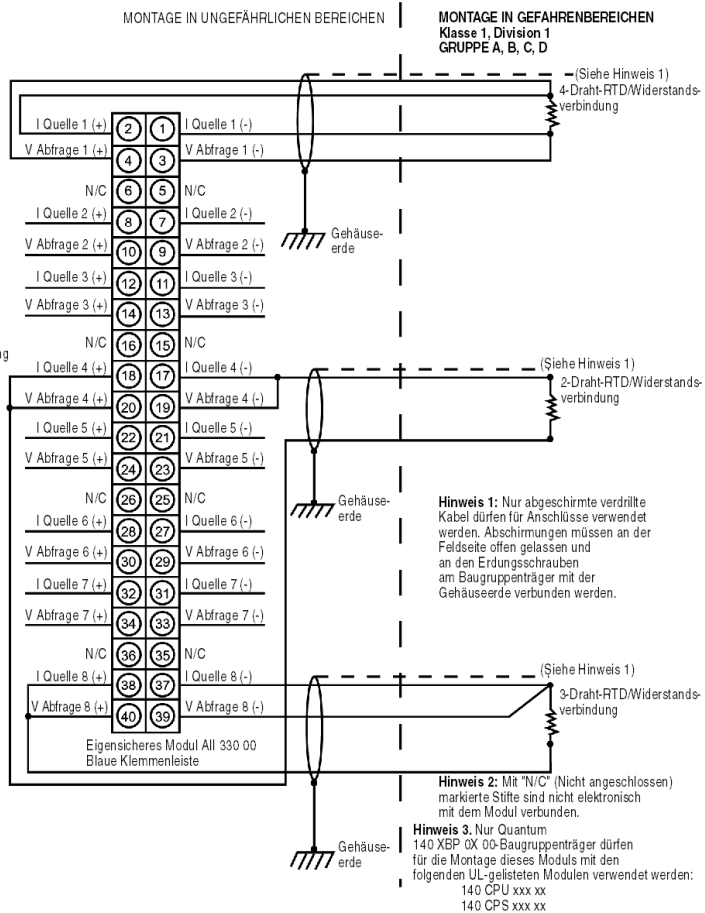 MONTAGE IN UNGEFÄHRLICHEN BEREICHEN
MONTAGE IN GEFAHRENBEREICHEN
Klasse 1, Division 1
GRUPPE A, B, C, D
(Siehe Hinweis 1)
4-Draht-RTD/Widerstands-
verbindung
I Quelle 1 (+) 2 1 I Quelle 1 (-)
V Abfrage 1 (+) 4 3 V Abfrage 1 (-)
N/C 6 5 N/C
I Quelle 2 (+) 8 7 I Quelle 2 (-)
V Abfrage 2 (+) 10 9 V Abfrage 2 (-)
Gehäuse-
erde
I Quelle 3 (+) 12 11 I Quelle 3 (-)
V Abfrage 3 (+) 14 13 V Abfrage 3 (-)
N/C 16 15 N/C
I Quelle 4 (+) 18 17 I Quelle 4 (-)
V Abfrage 4 (+) 20 19 V Abfrage 4 (-)
(Siehe Hinweis 1)
2-Draht-RTD/Widerstands-
verbindung
I Quelle 5 (+) 22 21 I Quelle 5 (-)
V Abfrage 5 (+) 24 23 V Abfrage 5 (-)
N/C 26 25 N/C
I Quelle 6 (+) 28 27 I Quelle 6 (-)
V Abfrage 6 (+) 30 29 V Abfrage 6 (-)
Gehäuse-
erde
Hinweis 1: Nur abgeschirmte verdrillte
Kabel dürfen für Anschlüsse verwendet
werden. Abschirmungen müssen an der
Feldseite offen gelassen und
an den Erdungsschrauben
am Baugruppenträger mit der
Gehäuseerde verbunden werden.
I Quelle 7 (+) 32 31 I Quelle 7 (-)
V Abfrage 7 (+) 34 33 V Abfrage 7 (-)
N/C 36 35 N/C
I Quelle 8 (+) 38 37 I Quelle 8 (-)
V Abfrage 8 (+) 40 39 V Abfrage 8 (-)
(Siehe Hinweis 1)
3-Draht-RTD/Widerstands-
verbindung
Eigensicheres Modul AII 330 00
Blaue Klemmenleiste
Hinweis 2: Mit "N/C" (Nicht angeschlossen)
markierte Stifte sind nicht elektronisch
mit dem Modul verbunden.
Gehäuse-
erde
Hinweis 3. Nur Quantum
140 XBP 0X 00-Baugruppenträger dürfen
für die Montage dieses Moduls mit den
folgenden UL-gelisteten Modulen verwendet werden:
140 CPU xxx xx
140 CPS xxx xx